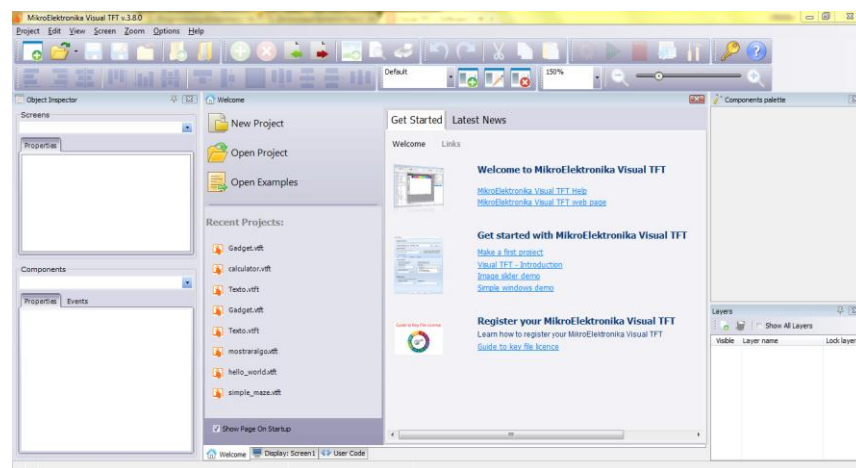 MikroElektronika Visual TFT v.3.8.0
Project Edit View Screen Zoom Options Help
Default
150%
Object Inspector
Screens
Properties
Components
Properties Events
Welcome
New Project
Open Project
Open Examples
Recent Projects:
Gadget.vtft
calculator.vtft
Texto.vtft
Gadget.vtft
Texto.vtft
mostraralgo.vtft
hello_world.vtft
simple_maze.vtft
Show Page On Startup
Get Started Latest News
Welcome Links
Welcome to MikroElektronika Visual TFT
MikroElektronika Visual TFT Help
MikroElektronika Visual TFT web page
Get started with MikroElektronika Visual TFT
Make a first project
Visual TFT - Introduction
Image slider demo
Simple windows demo
Guide to Key File License
Register your MikroElektronika Visual TFT
Learn how to register your MikroElektronika Visual TFT
Guide to key file licence
Components palette
Layers
Show All Layers
Visible Layer name Lock layer
Welcome Display: Screen1 User Code